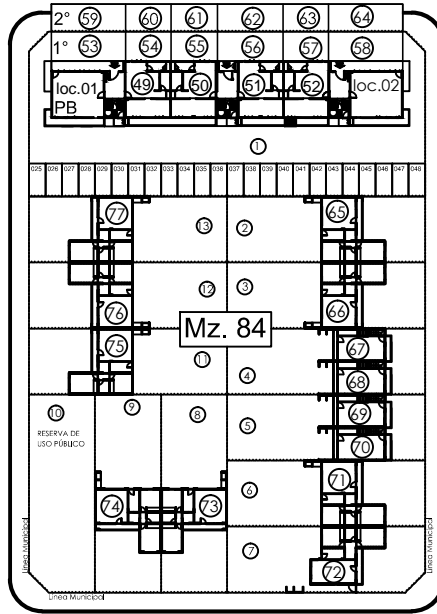 2° 59 60 61 62 63 64
1° 53 54 55 56 57 58
loc.01 49 50 51 52 loc.02
PB
1
025 026 027 028 029 030 031 032 033 034 035 036 037 038 039 040 041 042 043 044 045 046 047 048
77 13 2 65
12 3
76 66
Mz. 84
75 11 67
4 68
10 9 8 5 69
RESERVA DE
USO PÚBLICO
70
74 73 6 71
7
72
Línea Municipal
Línea Municipal
Línea Municipal